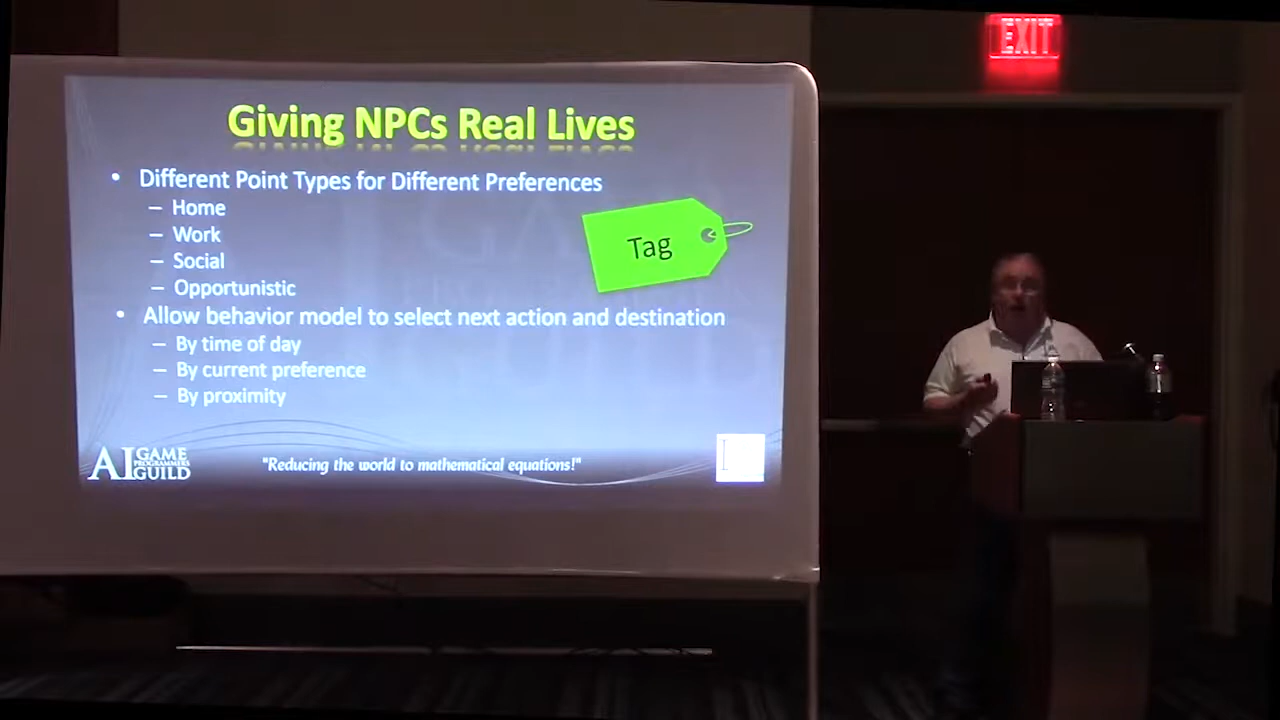 EXIT
Giving NPCs Real Lives
• Different Point Types for Different Preferences
– Home
– Work
– Social
– Opportunistic
Tag
• Allow behavior model to select next action and destination
– By time of day
– By current preference
– By proximity
AI GAME
PROGRAMMERS
GUILD
"Reducing the world to mathematical equations!"